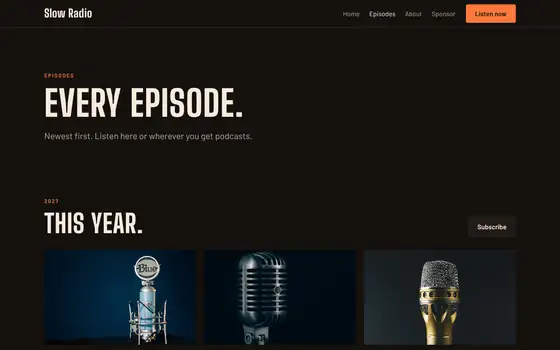 Slow Radio
Home Episodes About Sponsor Listen now
EPISODES
EVERY EPISODE.
Newest first. Listen here or wherever you get podcasts.
2027
THIS YEAR.
Subscribe
Blue